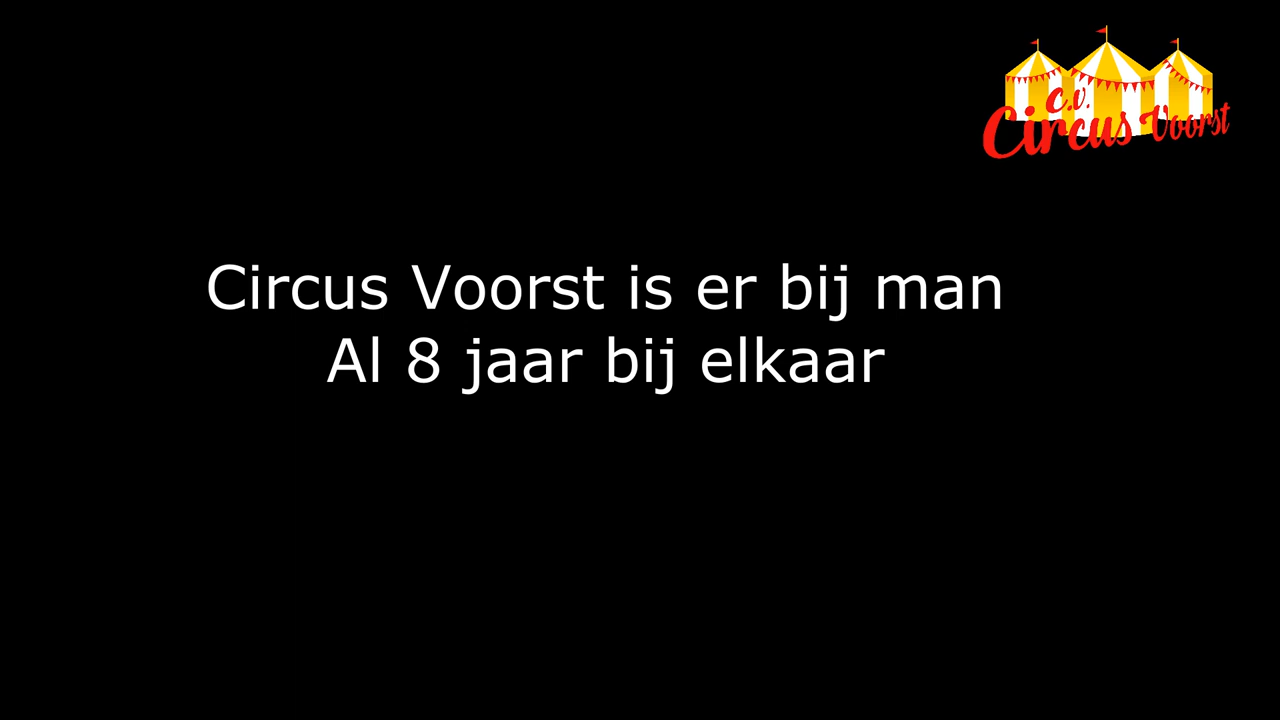 C.V.
Circus Voorst
Circus Voorst is er bij man
Al 8 jaar bij elkaar